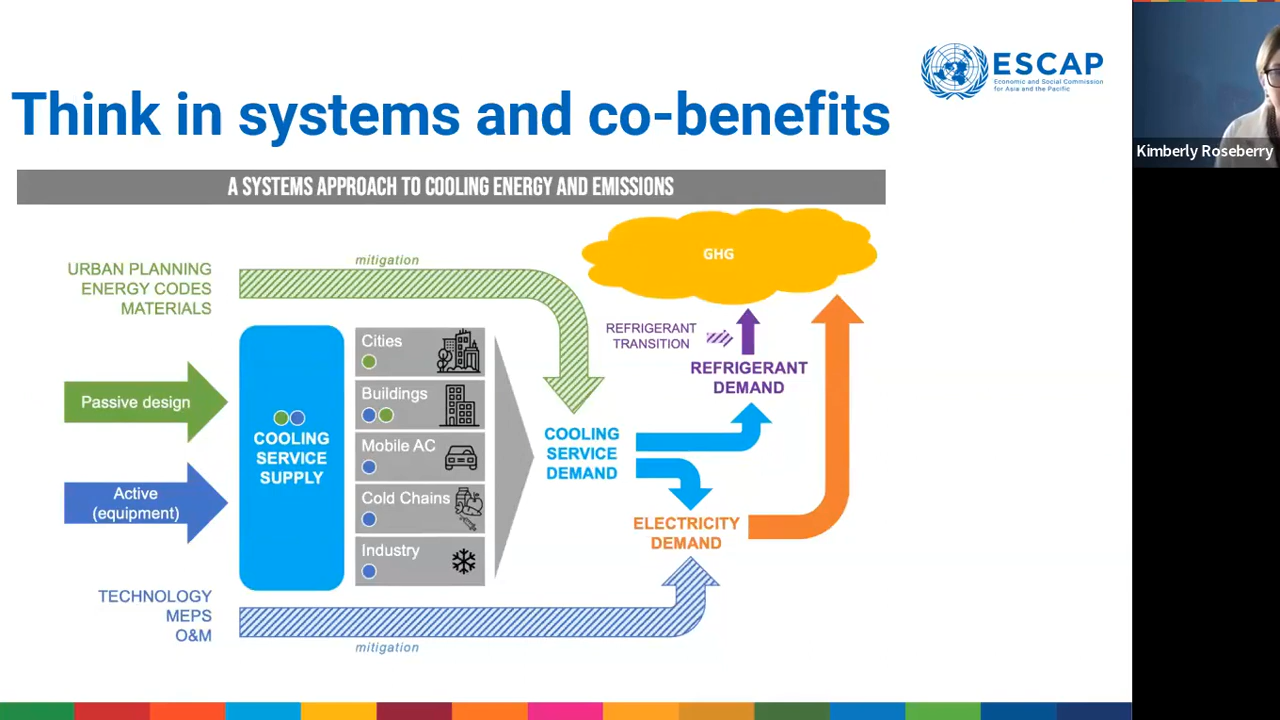 ESCAP
Economic and Social Commission
for Asia and the Pacific
Think in systems and co-benefits
Kimberly Roseberry
A SYSTEMS APPROACH TO COOLING ENERGY AND EMISSIONS
mitigation
GHG
URBAN PLANNING
ENERGY CODES
MATERIALS
REFRIGERANT
TRANSITION
REFRIGERANT
DEMAND
Passive design
Active
(equipment)
COOLING
SERVICE
SUPPLY
Cities
Buildings
Mobile AC
Cold Chains
Industry
COOLING
SERVICE
DEMAND
ELECTRICITY
DEMAND
TECHNOLOGY
MEPS
O&M
mitigation